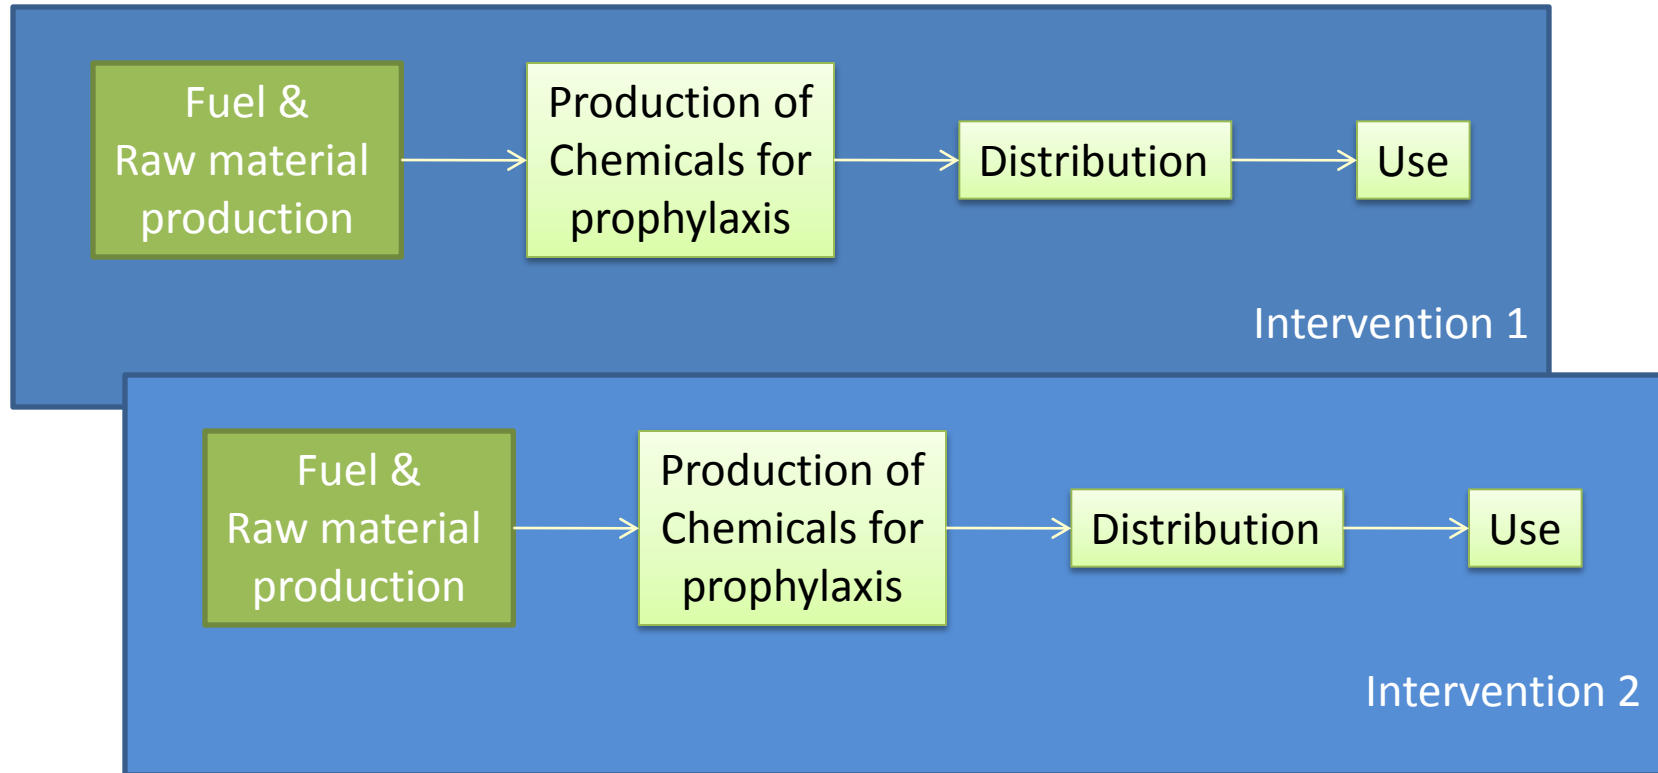 Fuel &
Raw material
production
Production of
Chemicals for
prophylaxis
Distribution
Use
Intervention 1
Fuel &
Raw material
production
Production of
Chemicals for
prophylaxis
Distribution
Use
Intervention 2